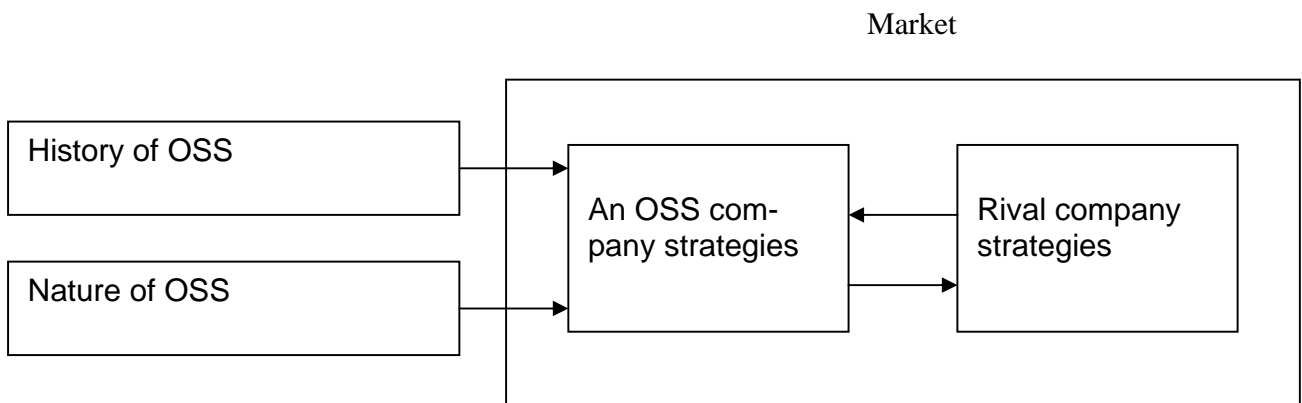 Market
History of OSS
An OSS com-
pany strategies
Rival company
strategies
Nature of OSS